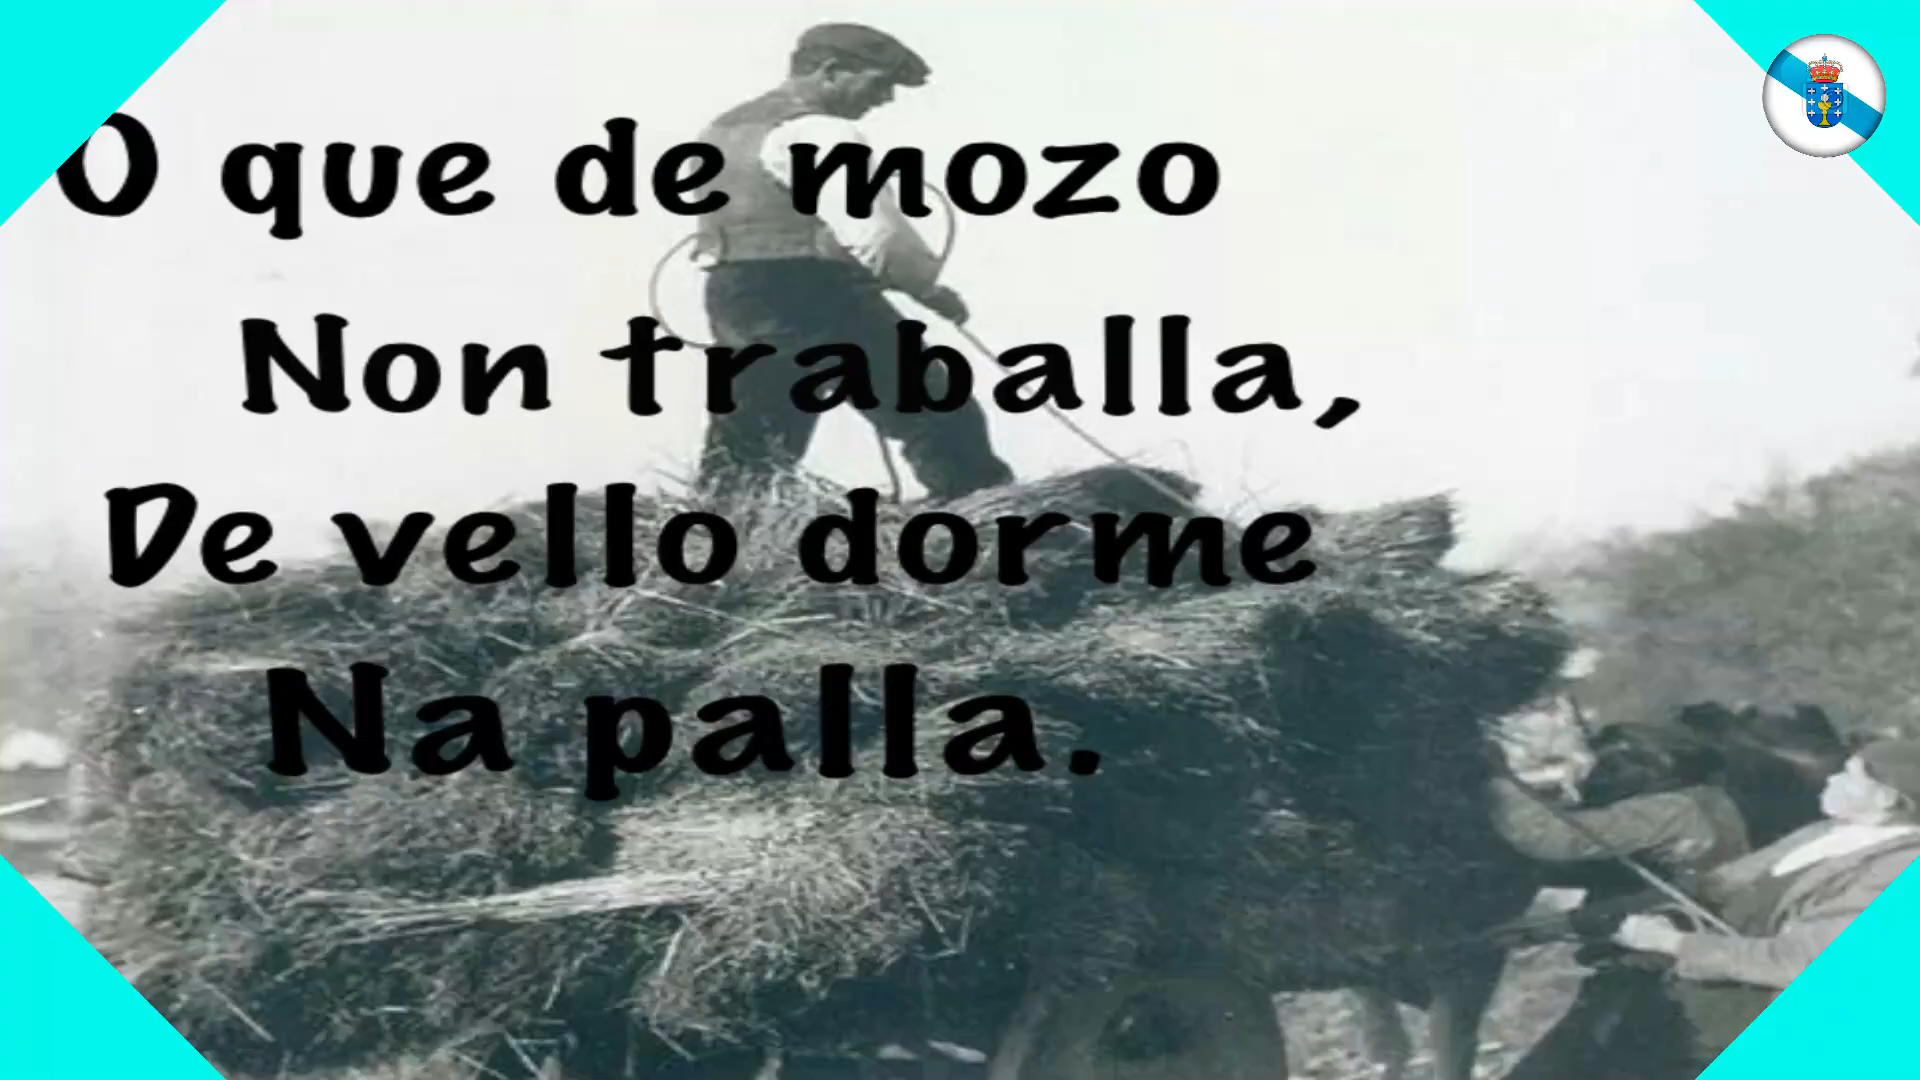 O que de mozo
Non traballa,
De vello dorme
Na palla.